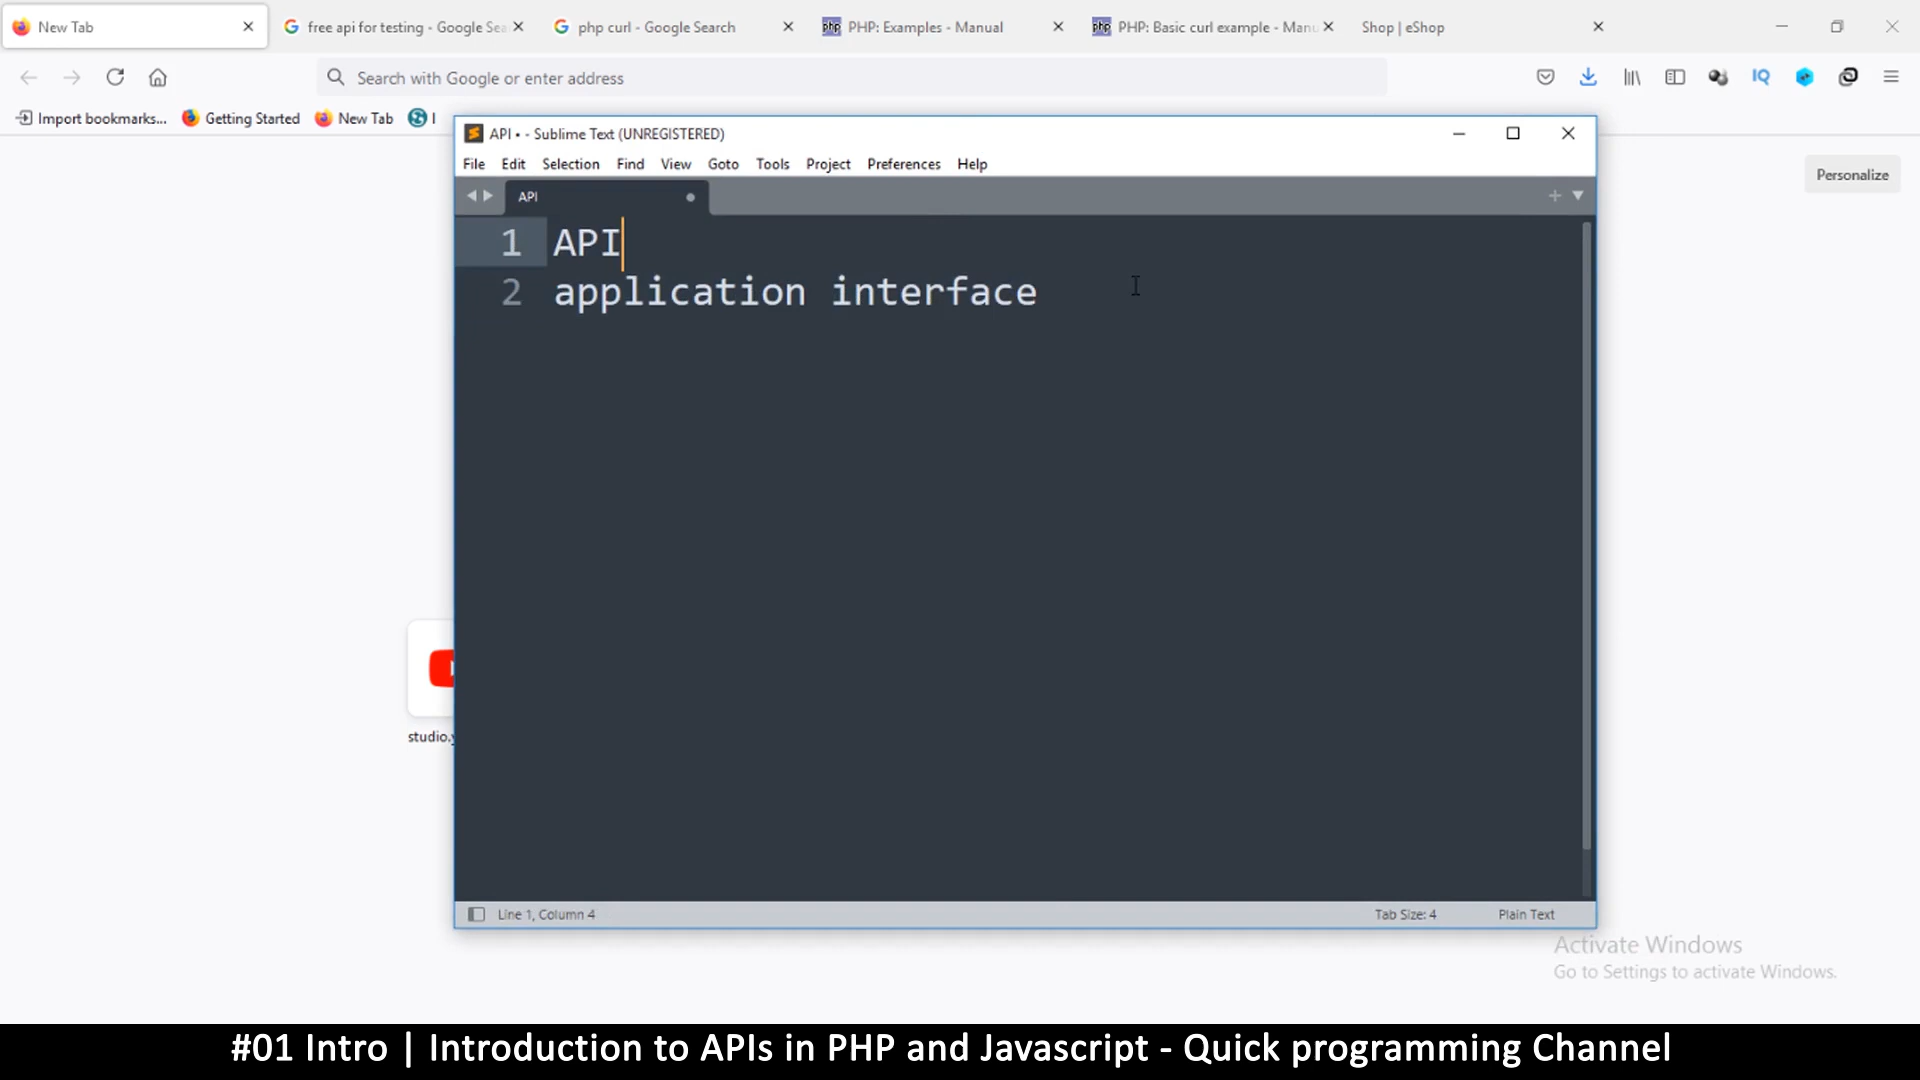 New Tab
free api for testing - Google Sea
php curl - Google Search
PHP: Examples - Manual
PHP: Basic curl example - Manu
Shop | eShop
Search with Google or enter address
IQ
Import bookmarks...
Getting Started
New Tab
I
API • - Sublime Text (UNREGISTERED)
File Edit Selection Find View Goto Tools Project Preferences Help
Personalize
API
1 API
2 application interface
studio.y
Line 1, Column 4
Tab Size: 4
Plain Text
Activate Windows
Go to Settings to activate Windows.
#01 Intro | Introduction to APIs in PHP and Javascript - Quick programming Channel